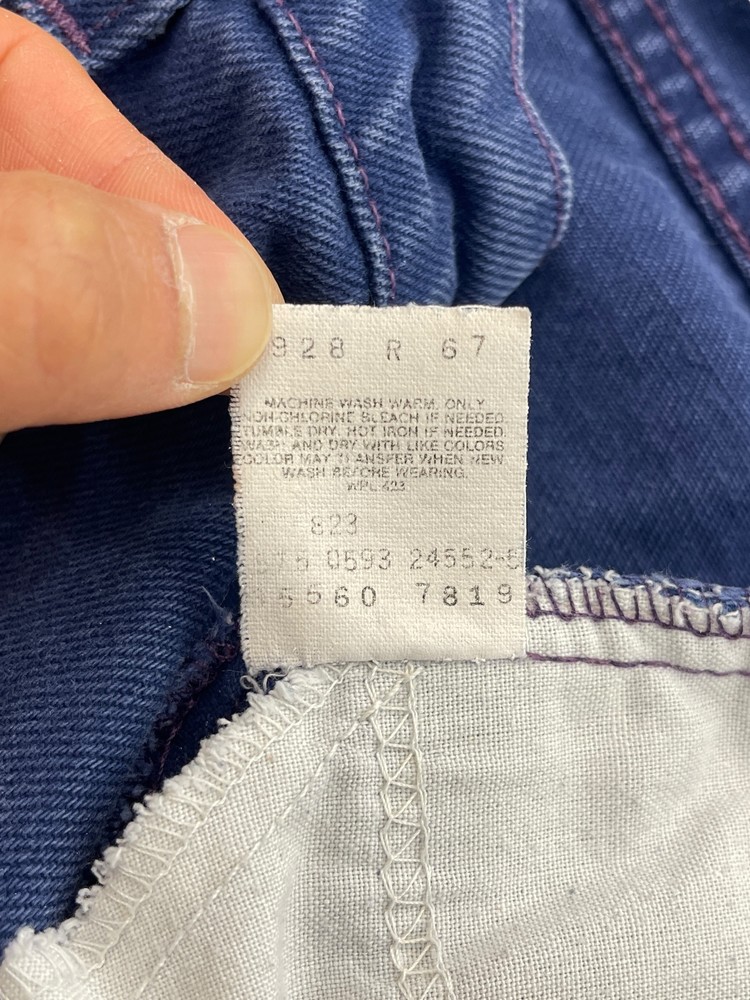 928 R 67
MACHINE WASH WARM, ONLY
NON-CHLORINE BLEACH IF NEEDED.
TUMBLE DRY. HOT IRON IF NEEDED.
WASH AND DRY WITH LIKE COLORS.
COLOR MAY TRANSFER WHEN NEW.
WASH BEFORE WEARING.
WPL 423
823
0593 24552-5
5560 7819